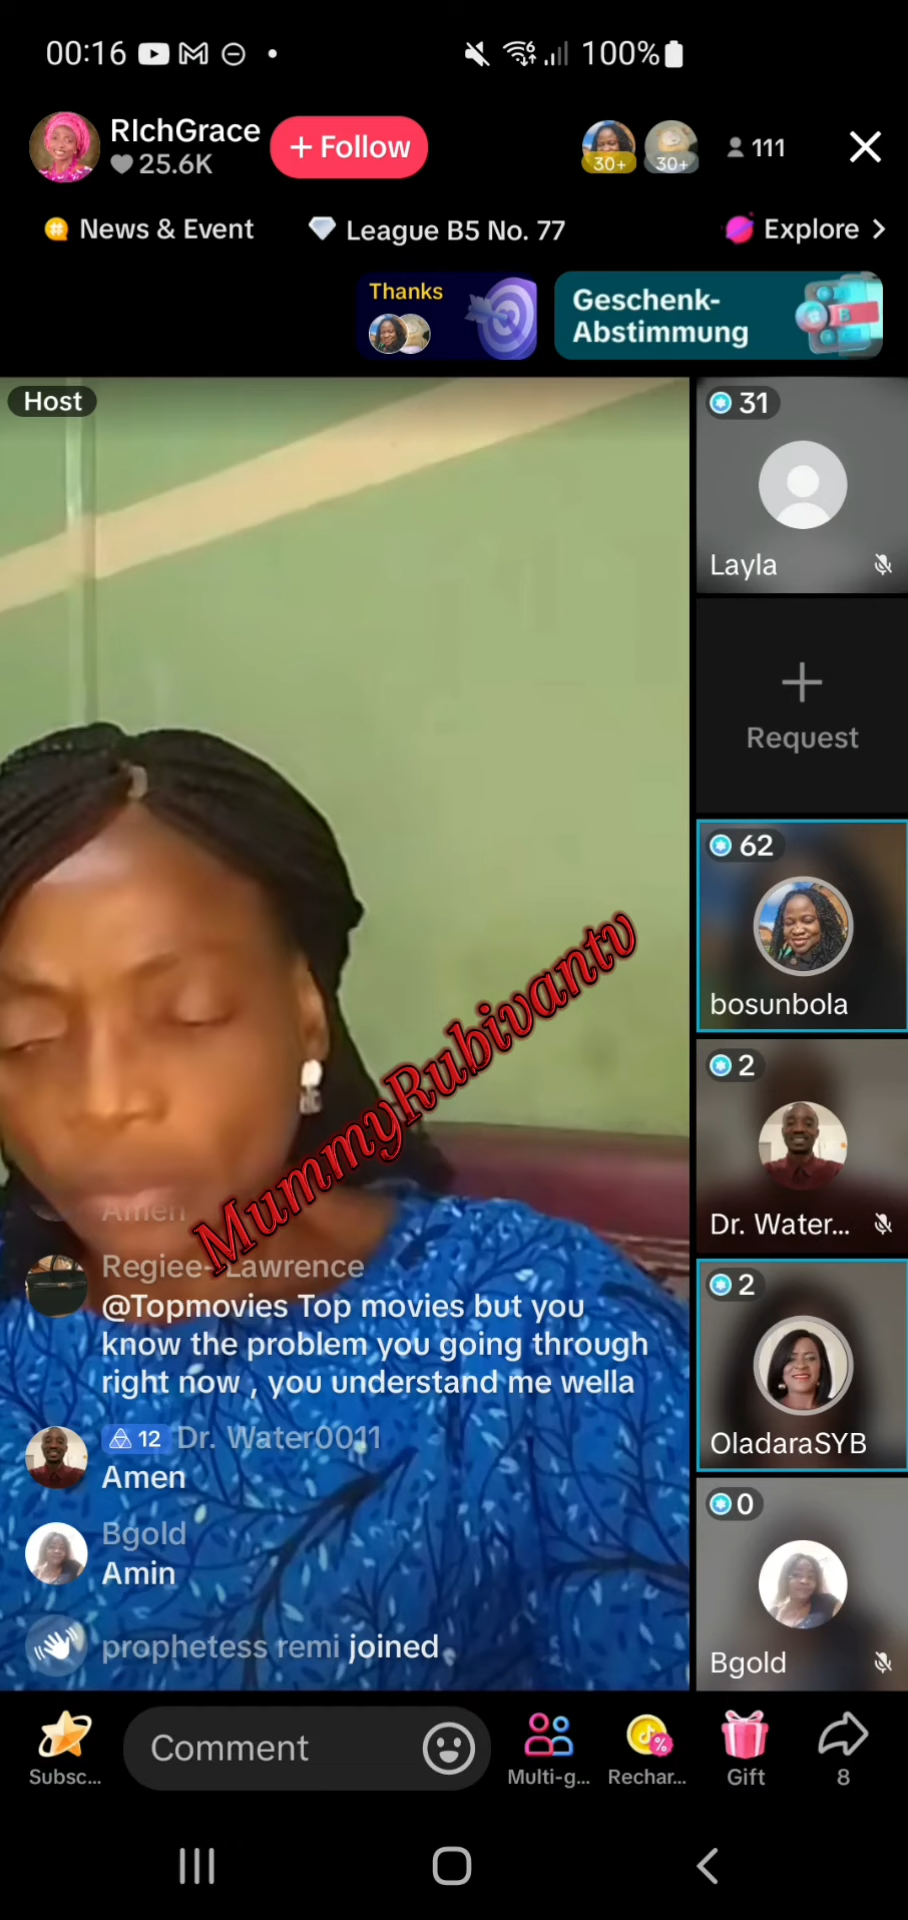 00:16
100%
RIchGrace
25.6K
+ Follow
30+
30+
111
News & Event
League B5 No. 77
Explore
Thanks
Geschenk-
Abstimmung
Host
31
Layla
Request
62
bosunbola
2
Dr. Water...
2
OladaraSYB
0
Bgold
MummyRubivantv
Amen
Regiee-Lawrence
@Topmovies Top movies but you
know the problem you going through
right now , you understand me wella
12 Dr. Water0011
Amen
Bgold
Amin
prophetess remi joined
Subsc...
Comment
Multi-g...
Rechar...
Gift
8